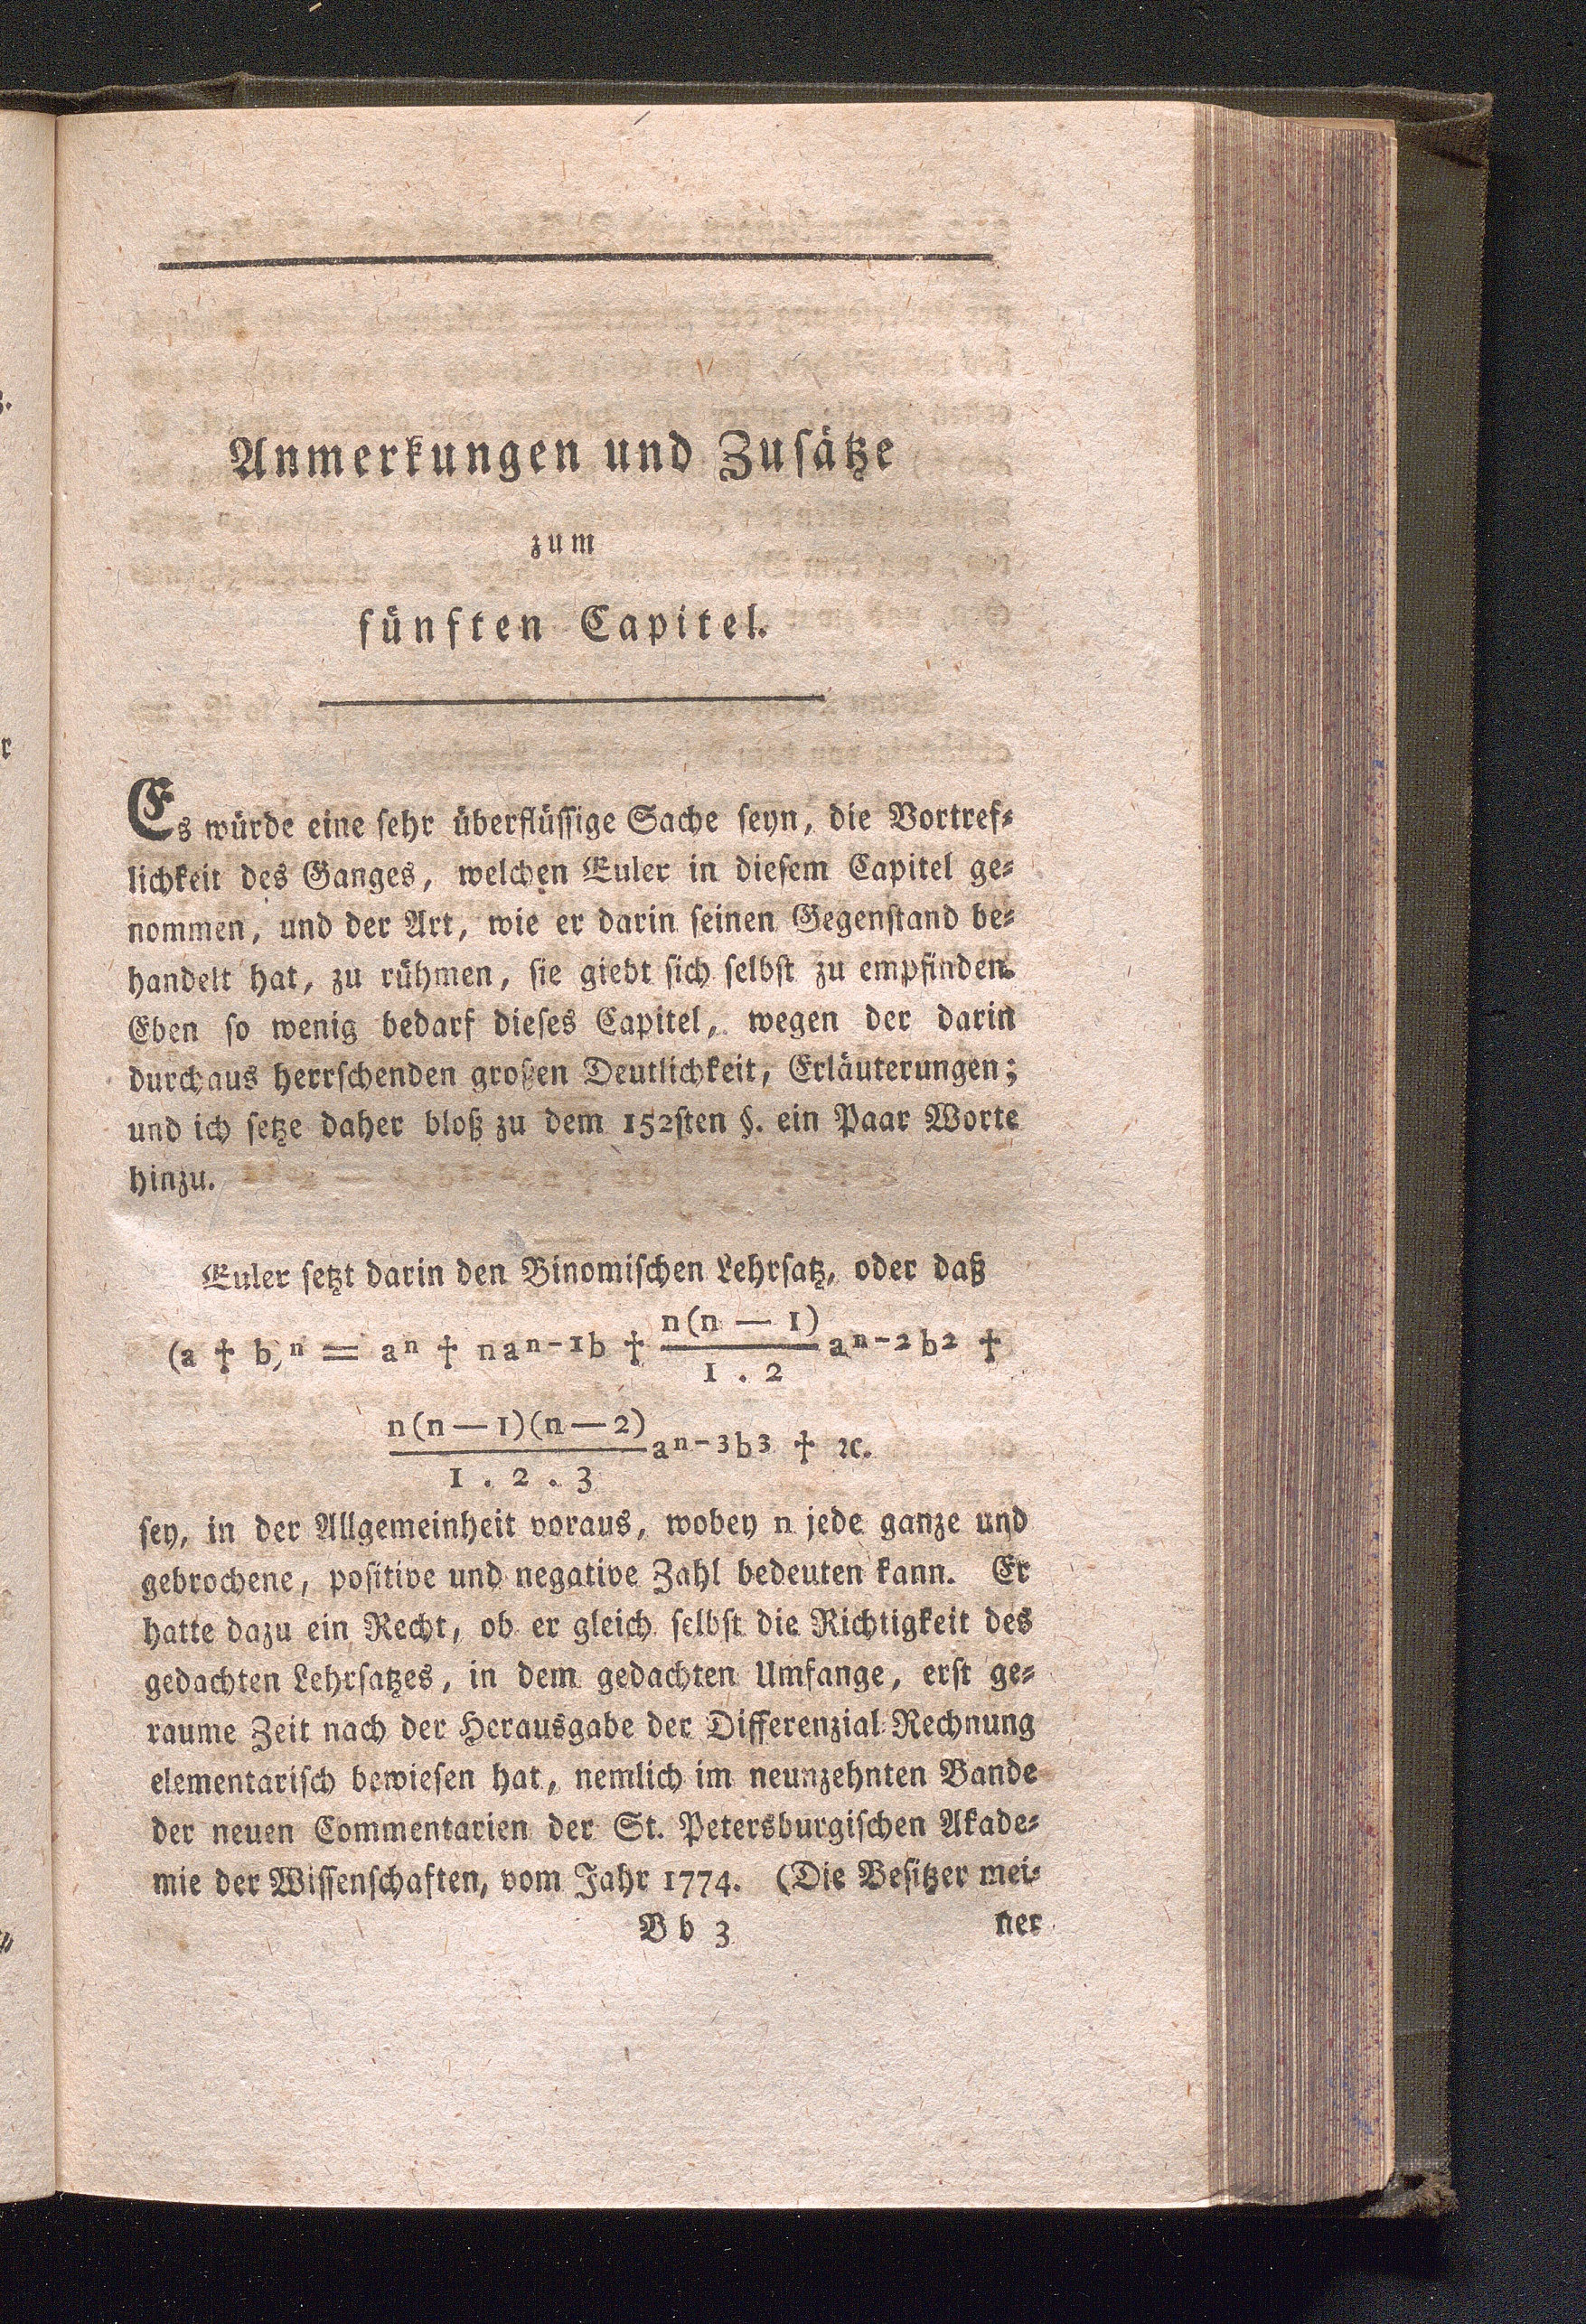 Anmerkungen und Zuſätze
zum
fünften Capitel.
Es würde eine ſehr überflüſſige Sache ſeyn, die Vortref⸗
lichkeit des Ganges, welchen Euler in dieſem Capitel ge⸗
nommen, und der Art, wie er darin ſeinen Gegenſtand be⸗
handelt hat, zu rühmen, ſie giebt ſich ſelbſt zu empfinden.
Eben ſo wenig bedarf dieſes Capitel, wegen der darin
durchaus herrſchenden großen Deutlichkeit, Erläuterungen;
und ich ſetze daher bloß zu dem 152ſten §. ein Paar Worte
hinzu.
Euler ſetzt darin den Binomiſchen Lehrſatz, oder daß
(a † b)ⁿ = aⁿ † naⁿ⁻¹b † n(n — 1)/1 . 2 aⁿ⁻²b² †
n(n — 1)(n — 2)/1 . 2 . 3 aⁿ⁻³b³ † ꝛc.
ſey, in der Allgemeinheit voraus, wobey n jede ganze und
gebrochene, poſitive und negative Zahl bedeuten kann. Er
hatte dazu ein Recht, ob er gleich ſelbſt die Richtigkeit des
gedachten Lehrſatzes, in dem gedachten Umfange, erſt ge⸗
raume Zeit nach der Herausgabe der Differenzial⸗Rechnung
elementariſch bewieſen hat, nemlich im neunzehnten Bande
der neuen Commentarien der St. Petersburgiſchen Akade⸗
mie der Wiſſenſchaften, vom Jahr 1774. (Die Beſitzer mei⸗
B b 3 ner